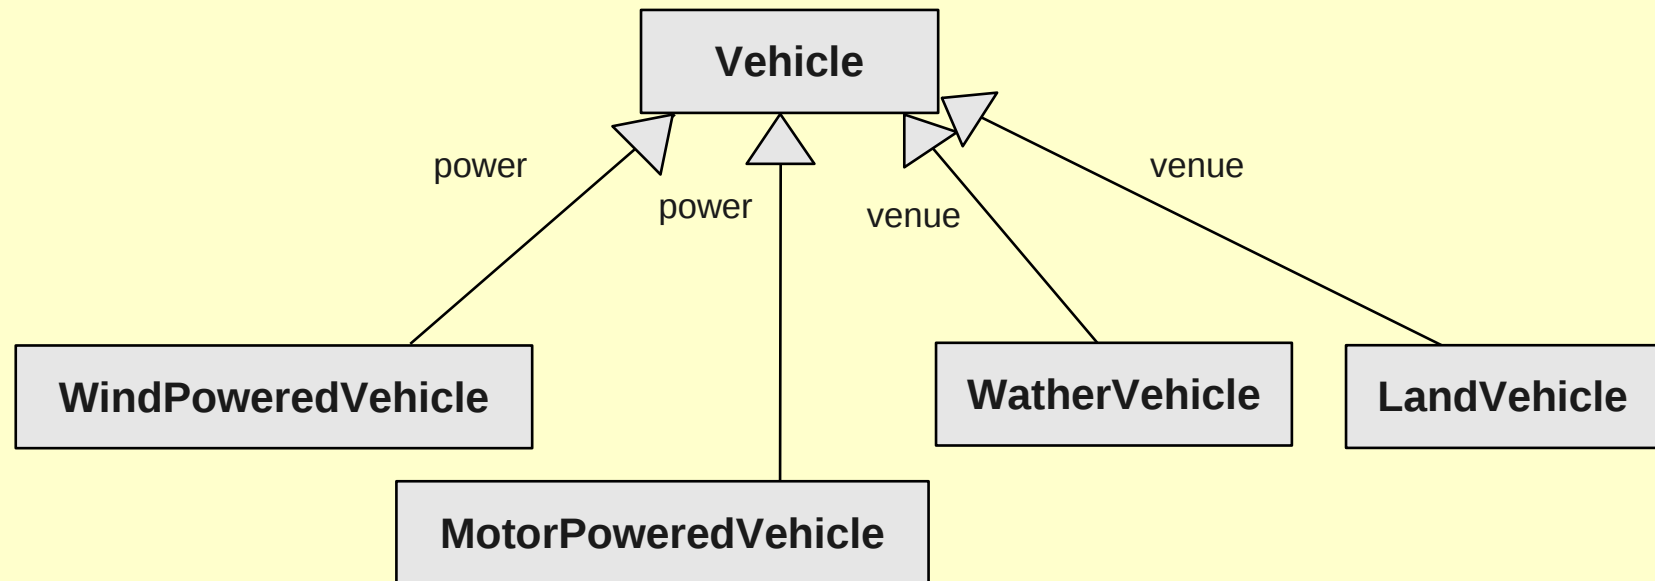 Vehicle
power
power
venue
venue
WindPoweredVehicle
WatherVehicle
LandVehicle
MotorPoweredVehicle